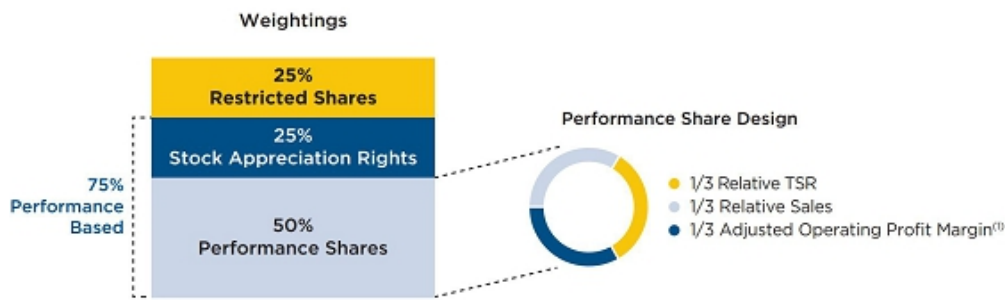 Weightings
25%
Restricted Shares
25%
Stock Appreciation Rights
75%
Performance
Based
50%
Performance Shares
Performance Share Design
1/3 Relative TSR
1/3 Relative Sales
1/3 Adjusted Operating Profit Margin(1)